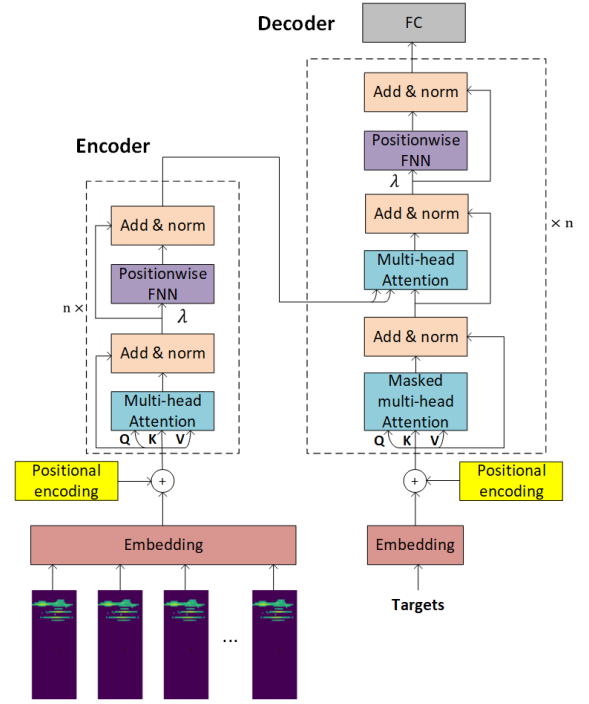 Decoder
FC
Add & norm
Positionwise
FNN
λ
Add & norm
Multi-head
Attention
Add & norm
Masked
multi-head
Attention
Q K V
× n
Encoder
Add & norm
Positionwise
FNN
λ
n ×
Add & norm
Multi-head
Attention
Q K V
Positional
encoding
+
Embedding
...
+
Positional
encoding
Embedding
Targets